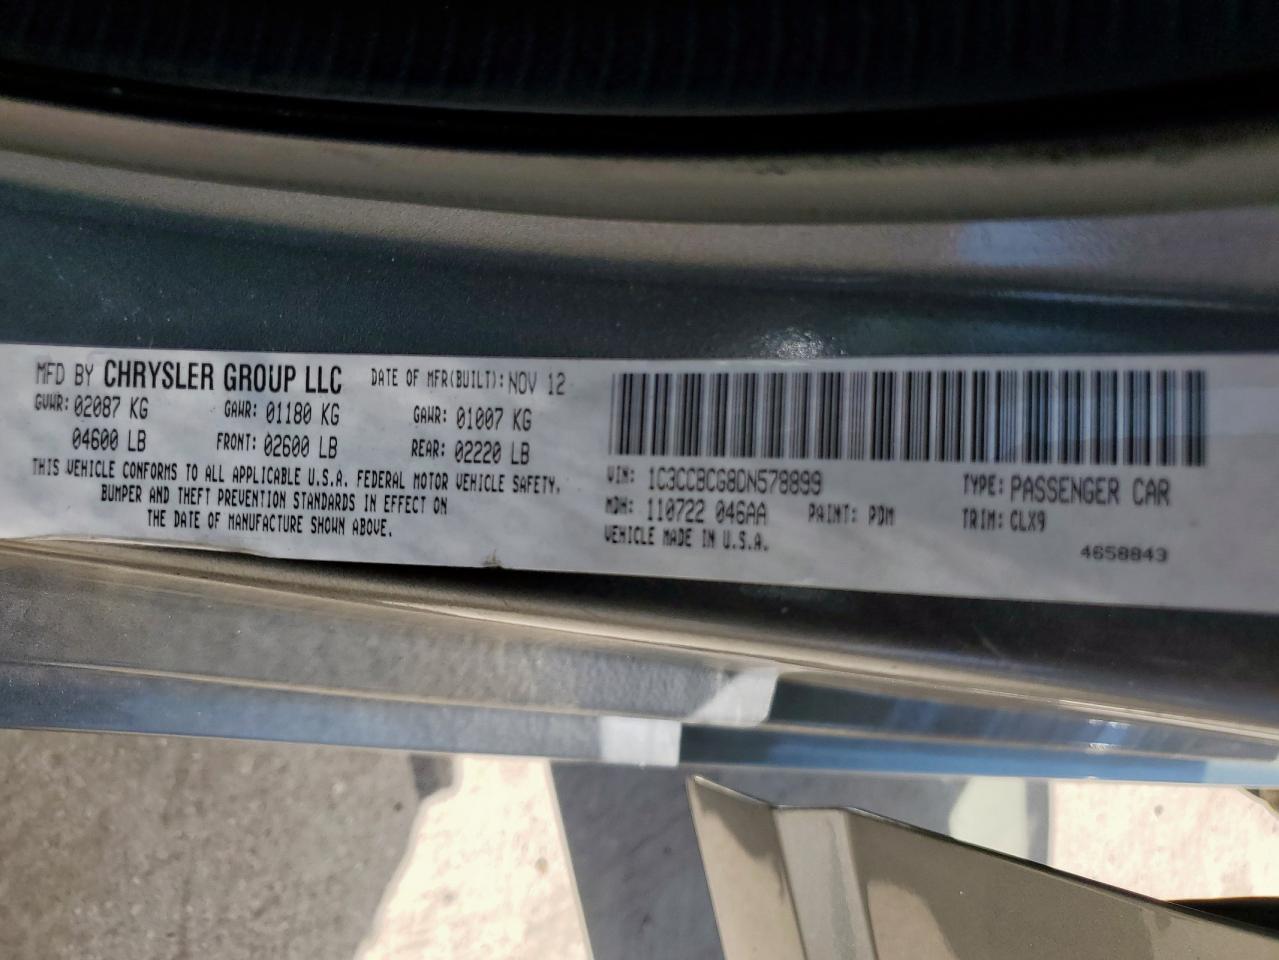 MFD BY CHRYSLER GROUP LLC DATE OF MFR(BUILT): NOV 12
GVWR: 02087 KG GAWR: 01180 KG GAWR: 01007 KG
04600 LB FRONT: 02600 LB REAR: 02220 LB
THIS VEHICLE CONFORMS TO ALL APPLICABLE U.S.A. FEDERAL MOTOR VEHICLE SAFETY.
BUMPER AND THEFT PREVENTION STANDARDS IN EFFECT ON
THE DATE OF MANUFACTURE SHOWN ABOVE.
VIN: 1C3CCBCG8DN578899 TYPE: PASSENGER CAR
MDH: 110722 046AA PAINT: PDM TRIM: CLX9
VEHICLE MADE IN U.S.A.
4658843